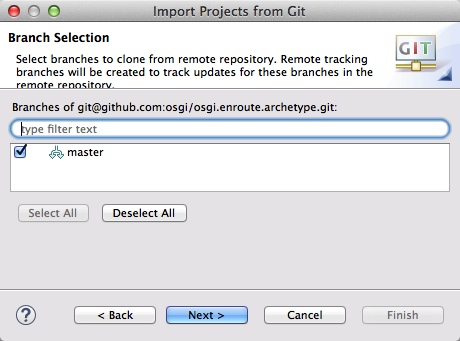 Import Projects from Git
Branch Selection
GIT
Select branches to clone from remote repository. Remote tracking
branches will be created to track updates for these branches in the
remote repository.
Branches of git@github.com:osgi/osgi.enroute.archetype.git:
type filter text
master
Select All
Deselect All
?
< Back
Next >
Cancel
Finish